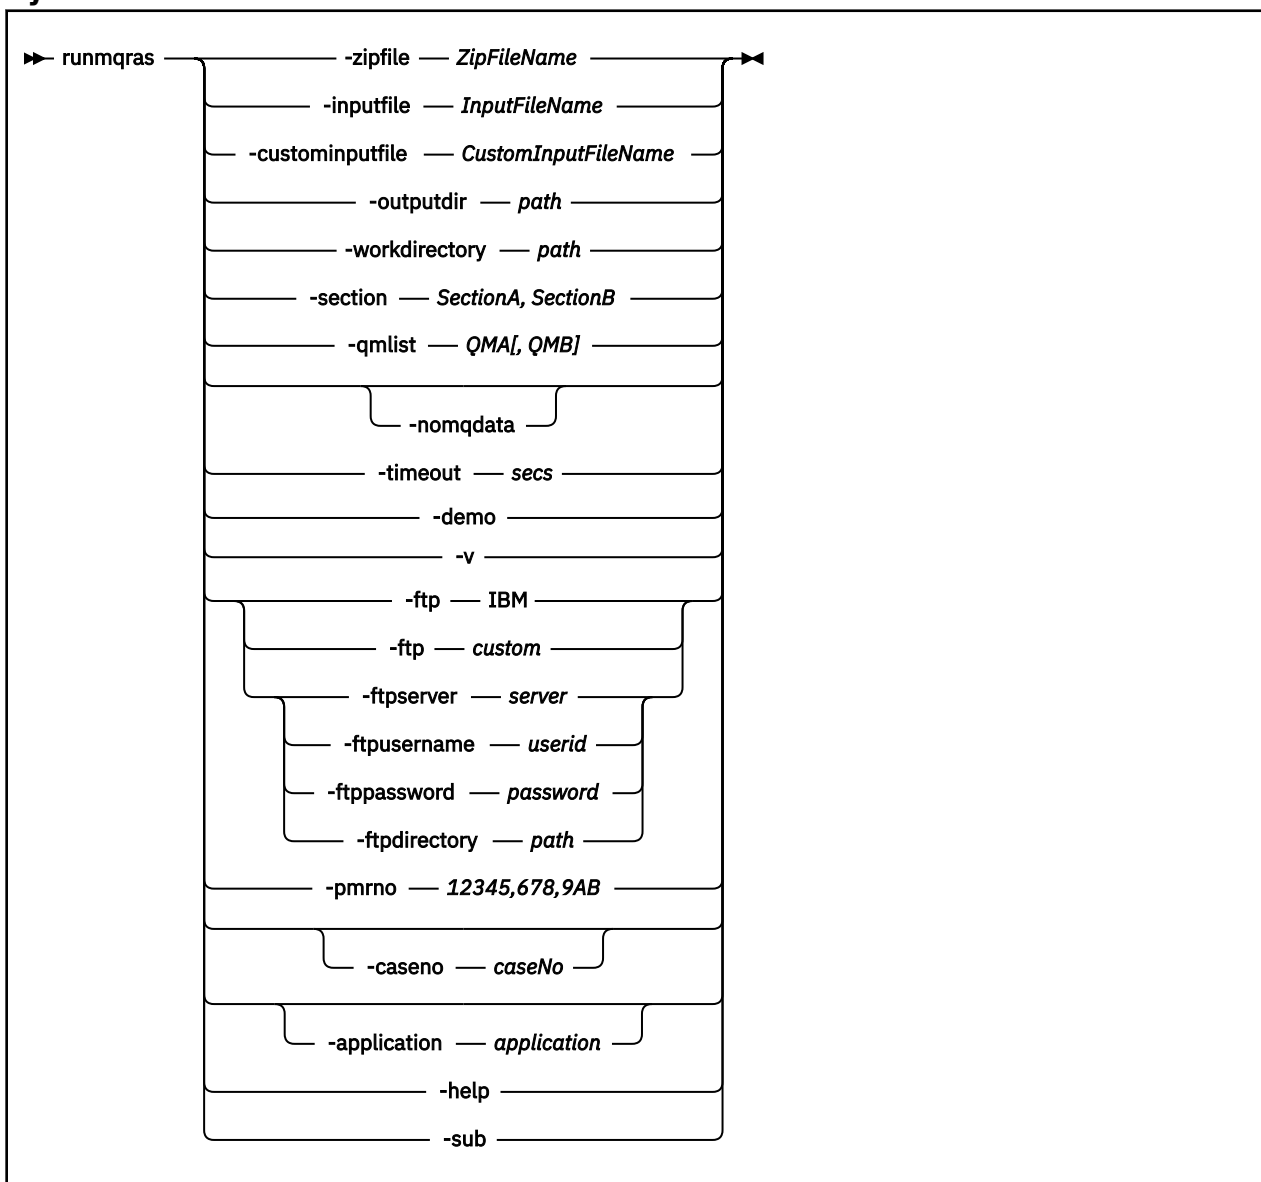 runmqras -zipfile ZipFileName
-inputfile InputFileName
-custominputfile CustomInputFileName
-outputdir path
-workdirectory path
-section SectionA, SectionB
-qmlist QMA[, QMB]
-nomqdata
-timeout secs
-demo
-v
-ftp IBM
-ftp custom
-ftpserver server
-ftpusername userid
-ftppassword password
-ftpdirectory path
-pmrno 12345,678,9AB
-caseno caseNo
-application application
-help
-sub